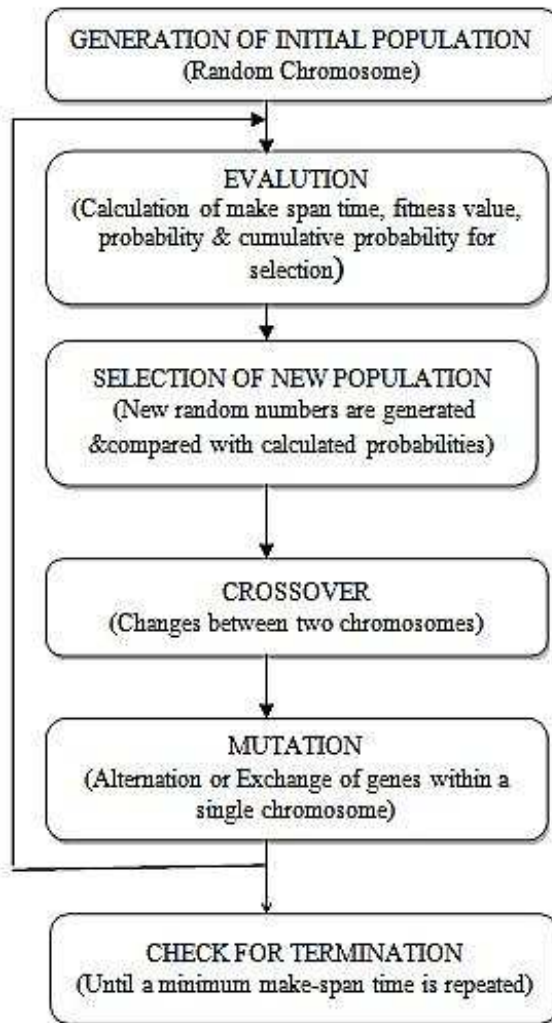 GENERATION OF INITIAL POPULATION
(Random Chromosome)
EVALUTION
(Calculation of make span time, fitness value,
probability & cumulative probability for
selection)
SELECTION OF NEW POPULATION
(New random numbers are generated
&compared with calculated probabilities)
CROSSOVER
(Changes between two chromosomes)
MUTATION
(Alternation or Exchange of genes within a
single chromosome)
CHECK FOR TERMINATION
(Until a minimum make-span time is repeated)